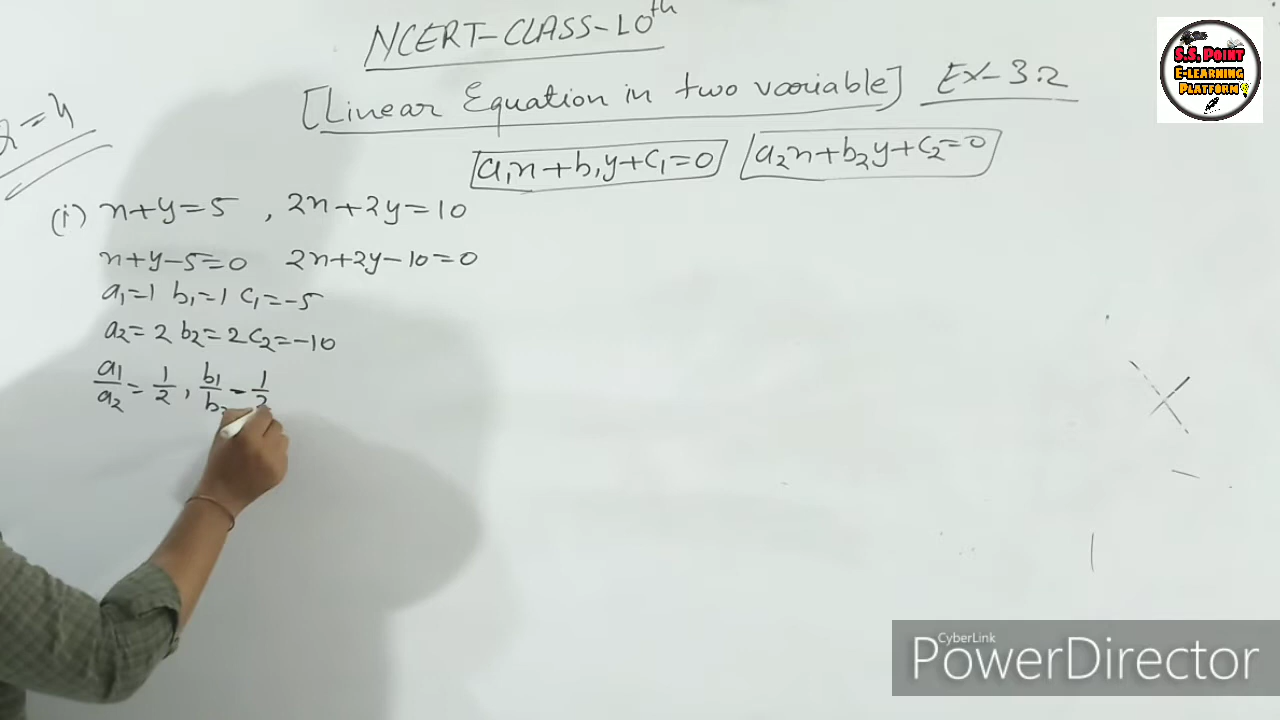 NCERT-CLASS-10th
[Linear Equation in two variable] Ex-3.2
a₁x+b₁y+c₁=0 a₂x+b₂y+c₂=0
2=4
(i) x+y=5 , 2x+2y=10
x+y-5=0 2x+2y-10=0
a₁=1 b₁=1 c₁=-5
a₂=2 b₂=2 c₂=-10
a₁/a₂=1/2, b₁/b₂=1/2
S.S. POINT
E-LEARNING
PLATFORM
CyberLink
PowerDirector